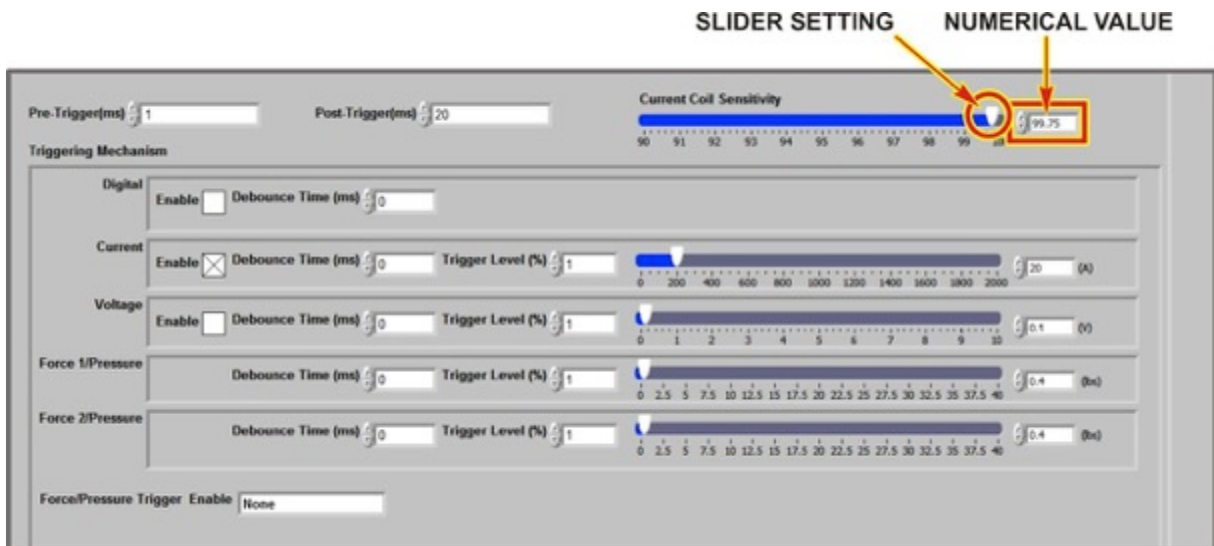 SLIDER SETTING NUMERICAL VALUE
Pre-Trigger(ms) 1 Post-Trigger(ms) 20 Current Coil Sensitivity 99.75
90 91 92 93 94 95 96 97 98 99
Triggering Mechanism
Digital
Enable Debounce Time (ms) 0
Current
Enable Debounce Time (ms) 0 Trigger Level (%) 1 20 (A)
0 200 400 600 800 1000 1200 1400 1600 1800 2000
Voltage
Enable Debounce Time (ms) 0 Trigger Level (%) 1 0.1 (V)
0 1 2 3 4 5 6 7 8 9 10
Force 1/Pressure
Debounce Time (ms) 0 Trigger Level (%) 1 0.4 (lbs)
0 2.5 5 7.5 10 12.5 15 17.5 20 22.5 25 27.5 30 32.5 35 37.5 40
Force 2/Pressure
Debounce Time (ms) 0 Trigger Level (%) 1 0.4 (lbs)
0 2.5 5 7.5 10 12.5 15 17.5 20 22.5 25 27.5 30 32.5 35 37.5 40
Force/Pressure Trigger Enable None